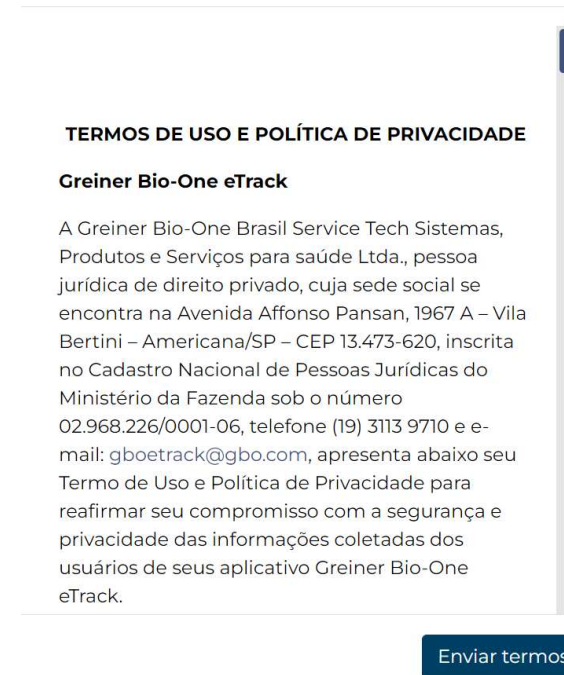 TERMOS DE USO E POLÍTICA DE PRIVACIDADE
Greiner Bio-One eTrack
A Greiner Bio-One Brasil Service Tech Sistemas,
Produtos e Serviços para saúde Ltda., pessoa
jurídica de direito privado, cuja sede social se
encontra na Avenida Affonso Pansan, 1967 A – Vila
Bertini – Americana/SP – CEP 13.473-620, inscrita
no Cadastro Nacional de Pessoas Jurídicas do
Ministério da Fazenda sob o número
02.968.226/0001-06, telefone (19) 3113 9710 e e-
mail: gboetrack@gbo.com, apresenta abaixo seu
Termo de Uso e Política de Privacidade para
reafirmar seu compromisso com a segurança e
privacidade das informações coletadas dos
usuários de seus aplicativo Greiner Bio-One
eTrack.
Enviar termos